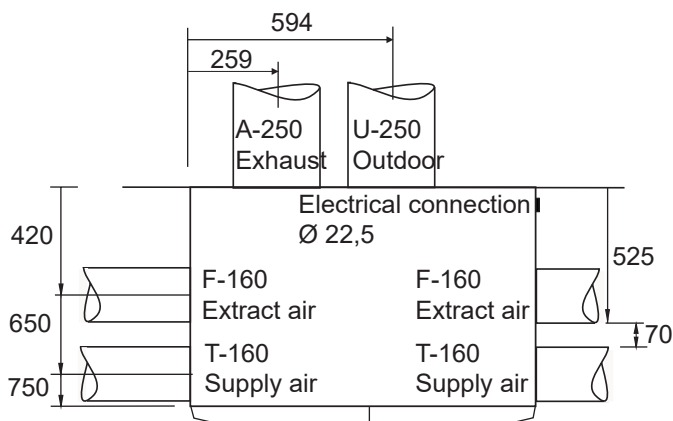 594
259
A-250
Exhaust
U-250
Outdoor
Electrical connection
Ø 22,5
420
650
750
F-160
Extract air
T-160
Supply air
F-160
Extract air
T-160
Supply air
525
70